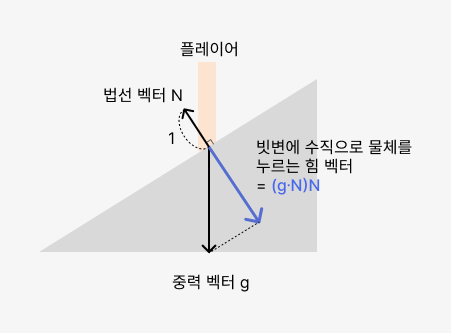 플레이어
법선 벡터 N
1
빗변에 수직으로 물체를
누르는 힘 벡터
= (g·N)N
중력 벡터 g